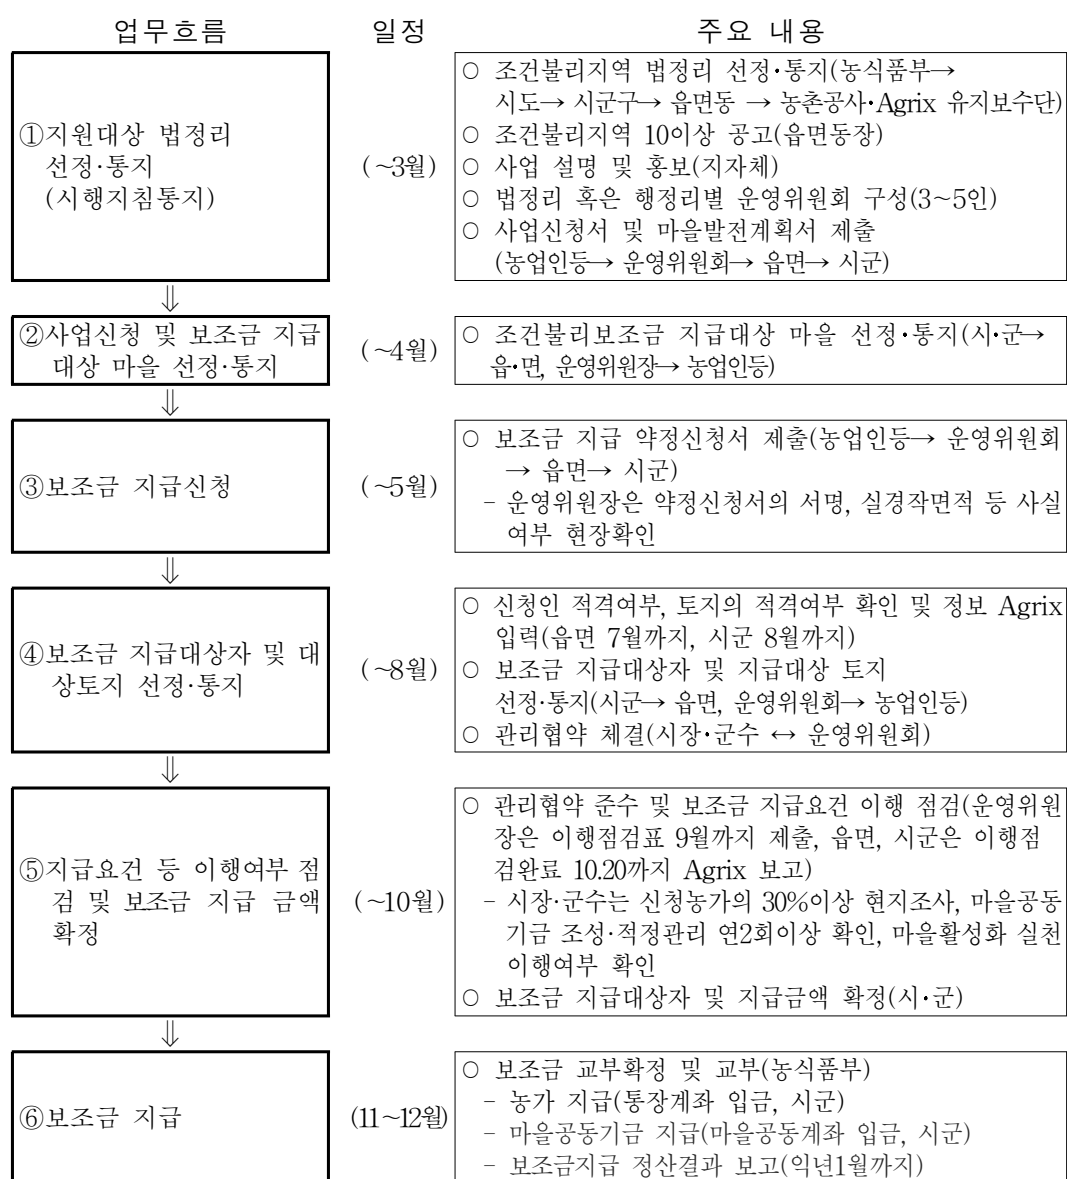 업무흐름 일정 주요 내용
①지원대상 법정리
선정·통지
(시행지침통지)
(~3월)
○ 조건불리지역 법정리 선정·통지(농식품부→
시도→ 시군구→ 읍면동 → 농촌공사·Agrix 유지보수단)
○ 조건불리지역 10이상 공고(읍면동장)
○ 사업 설명 및 홍보(지자체)
○ 법정리 혹은 행정리별 운영위원회 구성(3~5인)
○ 사업신청서 및 마을발전계획서 제출
(농업인등→ 운영위원회→ 읍면→ 시군)
⇓
②사업신청 및 보조금 지급
대상 마을 선정·통지
(~4월)
○ 조건불리보조금 지급대상 마을 선정·통지(시·군→
읍·면, 운영위원장→ 농업인등)
⇓
③보조금 지급신청
(~5월)
○ 보조금 지급 약정신청서 제출(농업인등→ 운영위원회
→ 읍면→ 시군)
- 운영위원장은 약정신청서의 서명, 실경작면적 등 사실
여부 현장확인
⇓
④보조금 지급대상자 및 대
상토지 선정·통지
(~8월)
○ 신청인 적격여부, 토지의 적격여부 확인 및 정보 Agrix
입력(읍면 7월까지, 시군 8월까지)
○ 보조금 지급대상자 및 지급대상 토지
선정·통지(시군→ 읍면, 운영위원회→ 농업인등)
○ 관리협약 체결(시장·군수 ↔ 운영위원회)
⇓
⑤지급요건 등 이행여부 점
검 및 보조금 지급 금액
확정
(~10월)
○ 관리협약 준수 및 보조금 지급요건 이행 점검(운영위원
장은 이행점검표 9월까지 제출, 읍면, 시군은 이행점
검완료 10.20까지 Agrix 보고)
- 시장·군수는 신청농가의 30%이상 현지조사, 마을공동
기금 조성·적정관리 연2회이상 확인, 마을활성화 실천
이행여부 확인
○ 보조금 지급대상자 및 지급금액 확정(시·군)
⇓
⑥보조금 지급
(11~12월)
○ 보조금 교부확정 및 교부(농식품부)
- 농가 지급(통장계좌 입금, 시군)
- 마을공동기금 지급(마을공동계좌 입금, 시군)
- 보조금지급 정산결과 보고(익년1월까지)